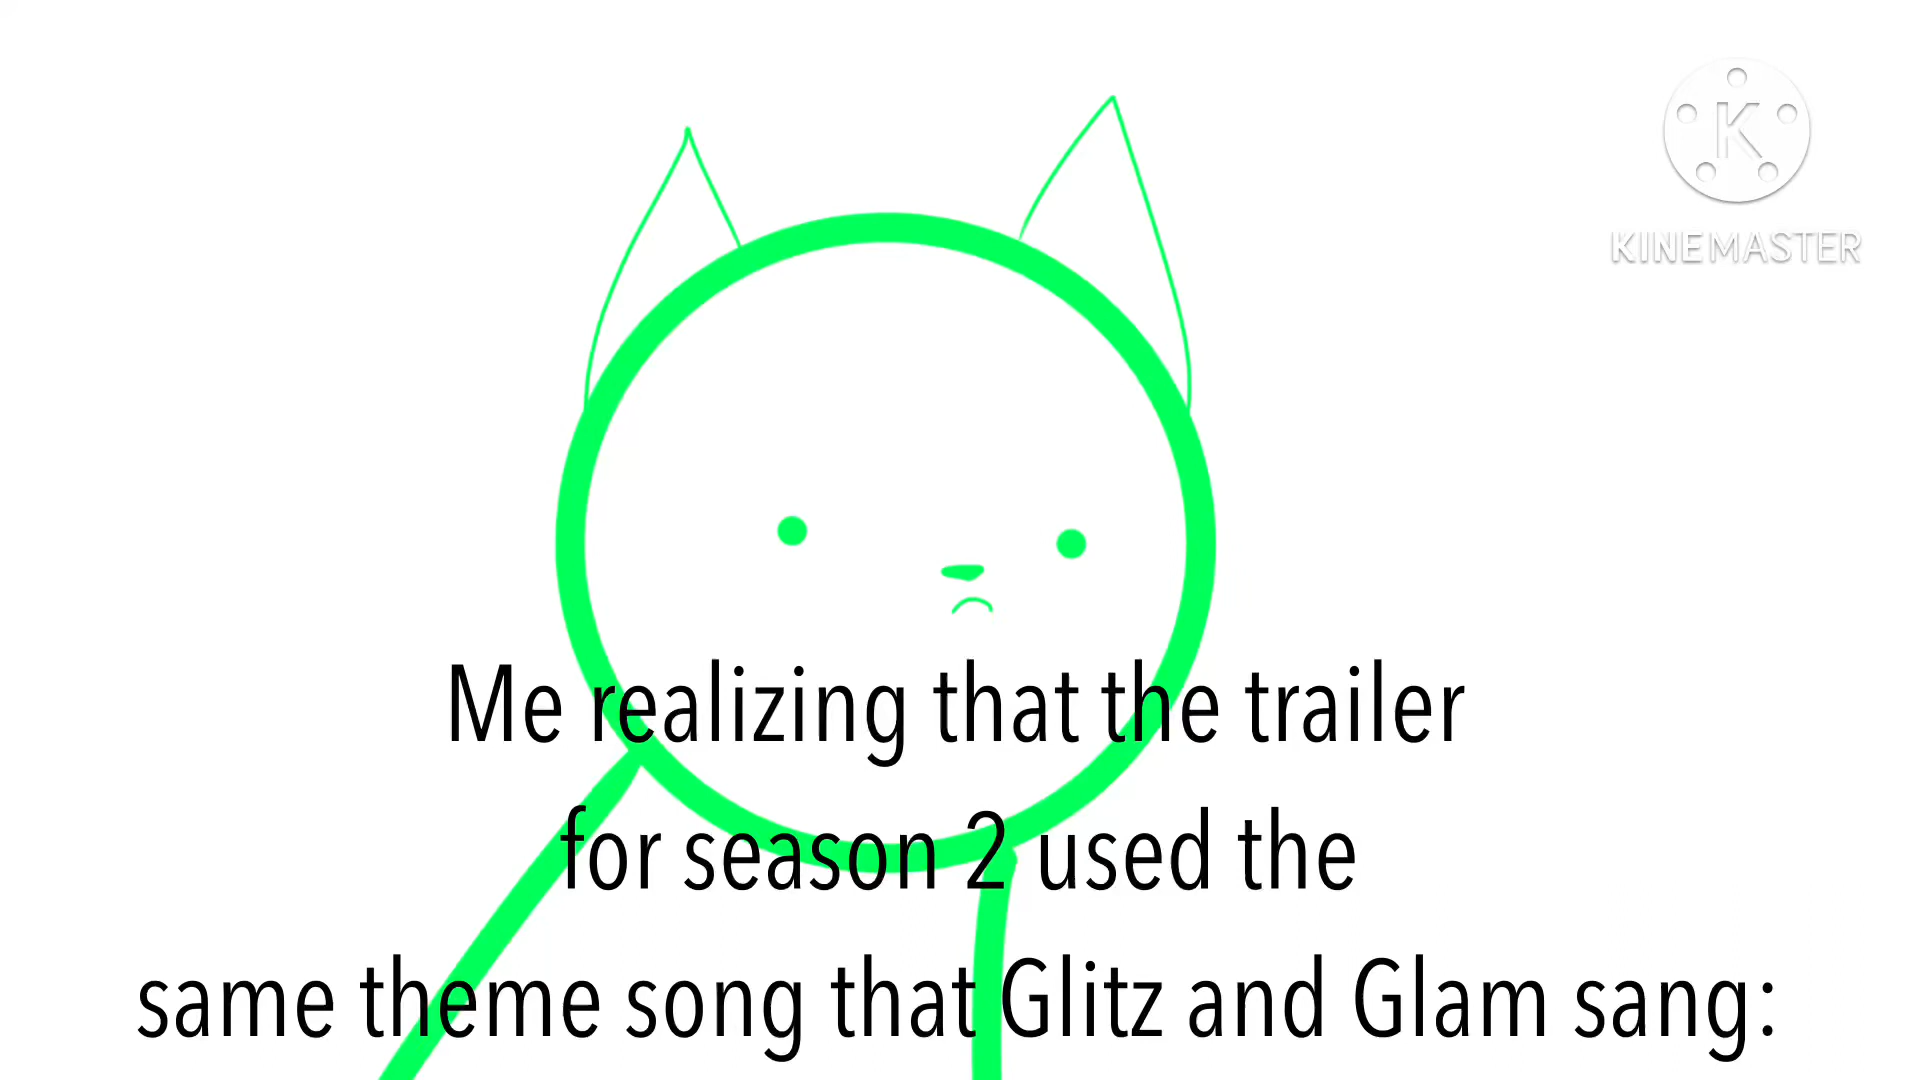 K
KINEMASTER
Me realizing that the trailer
for season 2 used the
same theme song that Glitz and Glam sang: